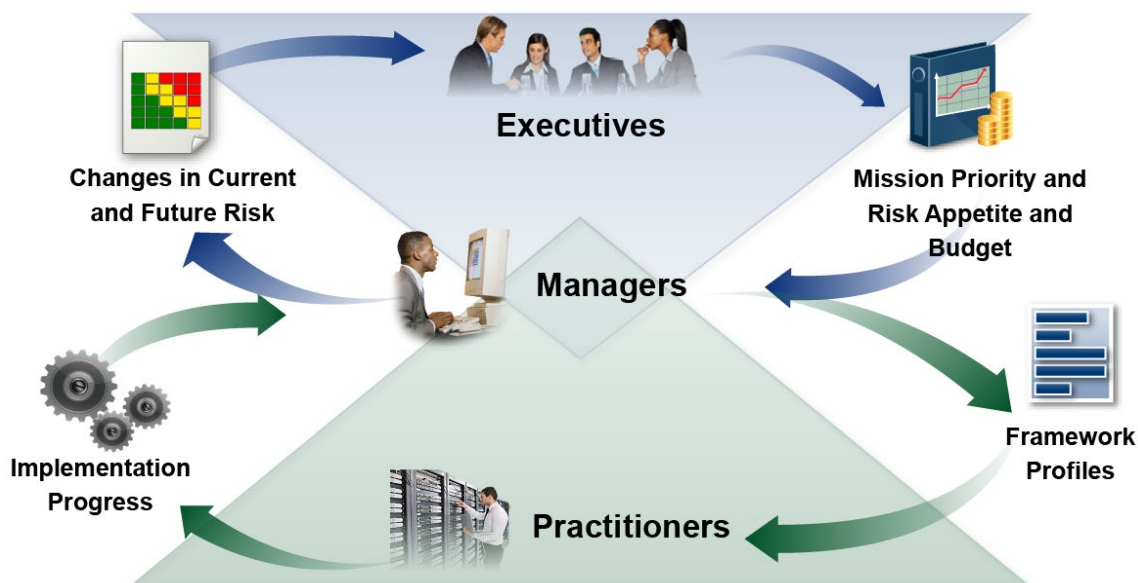 Executives
Changes in Current
and Future Risk
Mission Priority and
Risk Appetite and
Budget
Managers
Implementation
Progress
Framework
Profiles
Practitioners